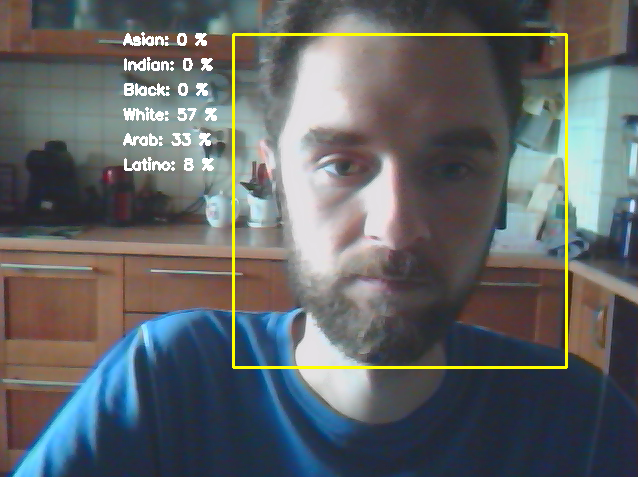 Asian: 0 %
Indian: 0 %
Black: 0 %
White: 57 %
Arab: 33 %
Latino: 8 %